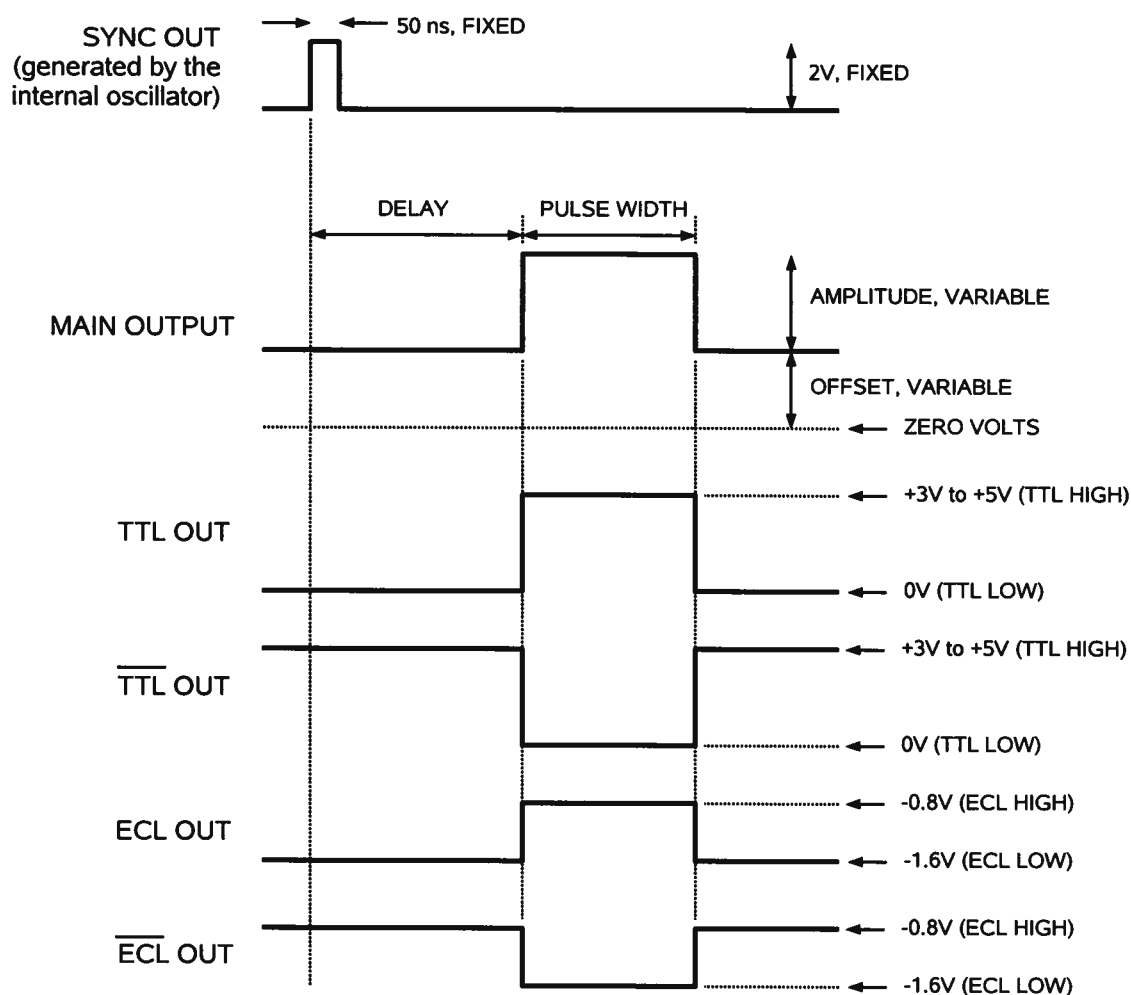 50 ns, FIXED
SYNC OUT
(generated by the
internal oscillator)
2V, FIXED
DELAY
PULSE WIDTH
MAIN OUTPUT
AMPLITUDE, VARIABLE
OFFSET, VARIABLE
ZERO VOLTS
TTL OUT
+3V to +5V (TTL HIGH)
0V (TTL LOW)
TTL OUT
+3V to +5V (TTL HIGH)
0V (TTL LOW)
ECL OUT
-0.8V (ECL HIGH)
-1.6V (ECL LOW)
ECL OUT
-0.8V (ECL HIGH)
-1.6V (ECL LOW)